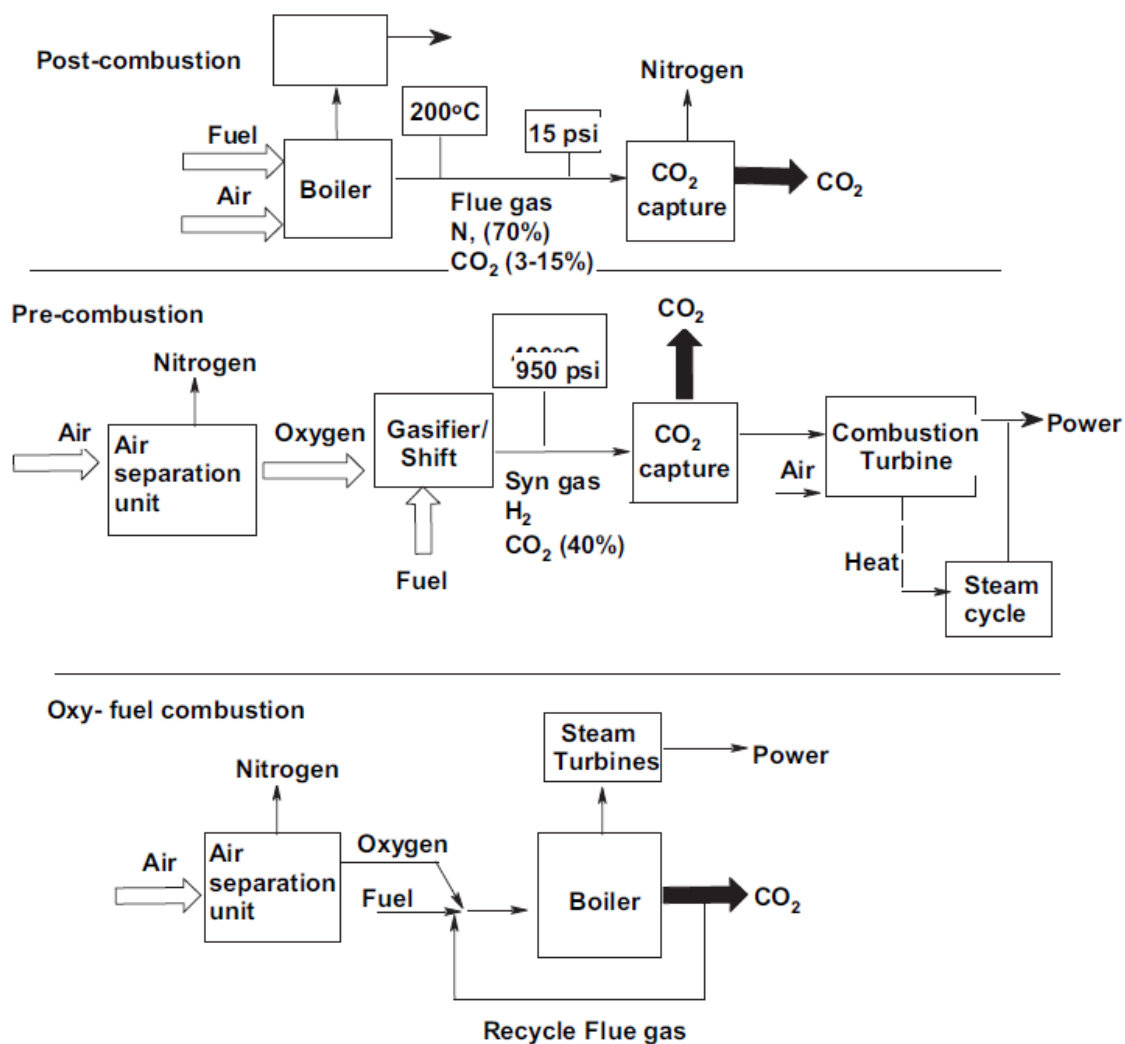 Post-combustion
Nitrogen
200°C
15 psi
Fuel
Air
Boiler
CO₂
capture
CO₂
Flue gas
N, (70%)
CO₂ (3-15%)
Pre-combustion
CO₂
Nitrogen
950 psi
Air
Air
separation
unit
Oxygen
Gasifier/
Shift
CO₂
capture
Combustion
Turbine
Power
Syn gas
H₂
CO₂ (40%)
Air
Fuel
Heat
Steam
cycle
Oxy- fuel combustion
Steam
Turbines
Power
Nitrogen
Air
Air
separation
unit
Oxygen
Fuel
Boiler
CO₂
Recycle Flue gas